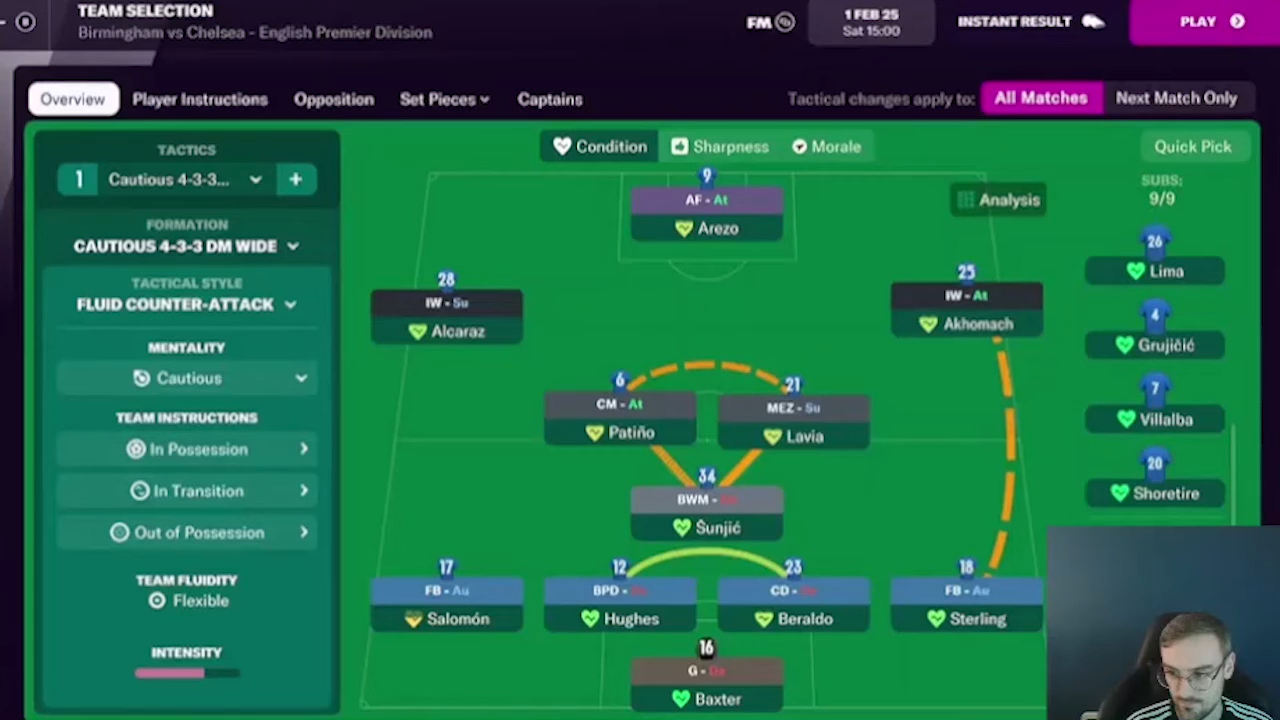 TEAM SELECTION
Birmingham vs Chelsea - English Premier Division
FM
1 FEB 25
Sat 15:00
INSTANT RESULT
PLAY
Overview
Player Instructions
Opposition
Set Pieces
Captains
Tactical changes apply to:
All Matches
Next Match Only
TACTICS
1 Cautious 4-3-3... +
FORMATION
CAUTIOUS 4-3-3 DM WIDE
TACTICAL STYLE
FLUID COUNTER-ATTACK
MENTALITY
Cautious
TEAM INSTRUCTIONS
In Possession
In Transition
Out of Possession
TEAM FLUIDITY
Flexible
INTENSITY
Condition
Sharpness
Morale
Quick Pick
Analysis
9
AF - At
Arezo
28
IW - Su
Alcaraz
25
IW - At
Akhomach
6
CM - At
Patiño
21
MEZ - Su
Lavia
34
BWM -
Šunjić
17
FB - Au
Salomón
12
BPD -
Hughes
23
CD -
Beraldo
18
FB - Au
Sterling
16
G - De
Baxter
SUBS:
9/9
26
Lima
4
Grujičić
7
Villalba
20
Shoretire